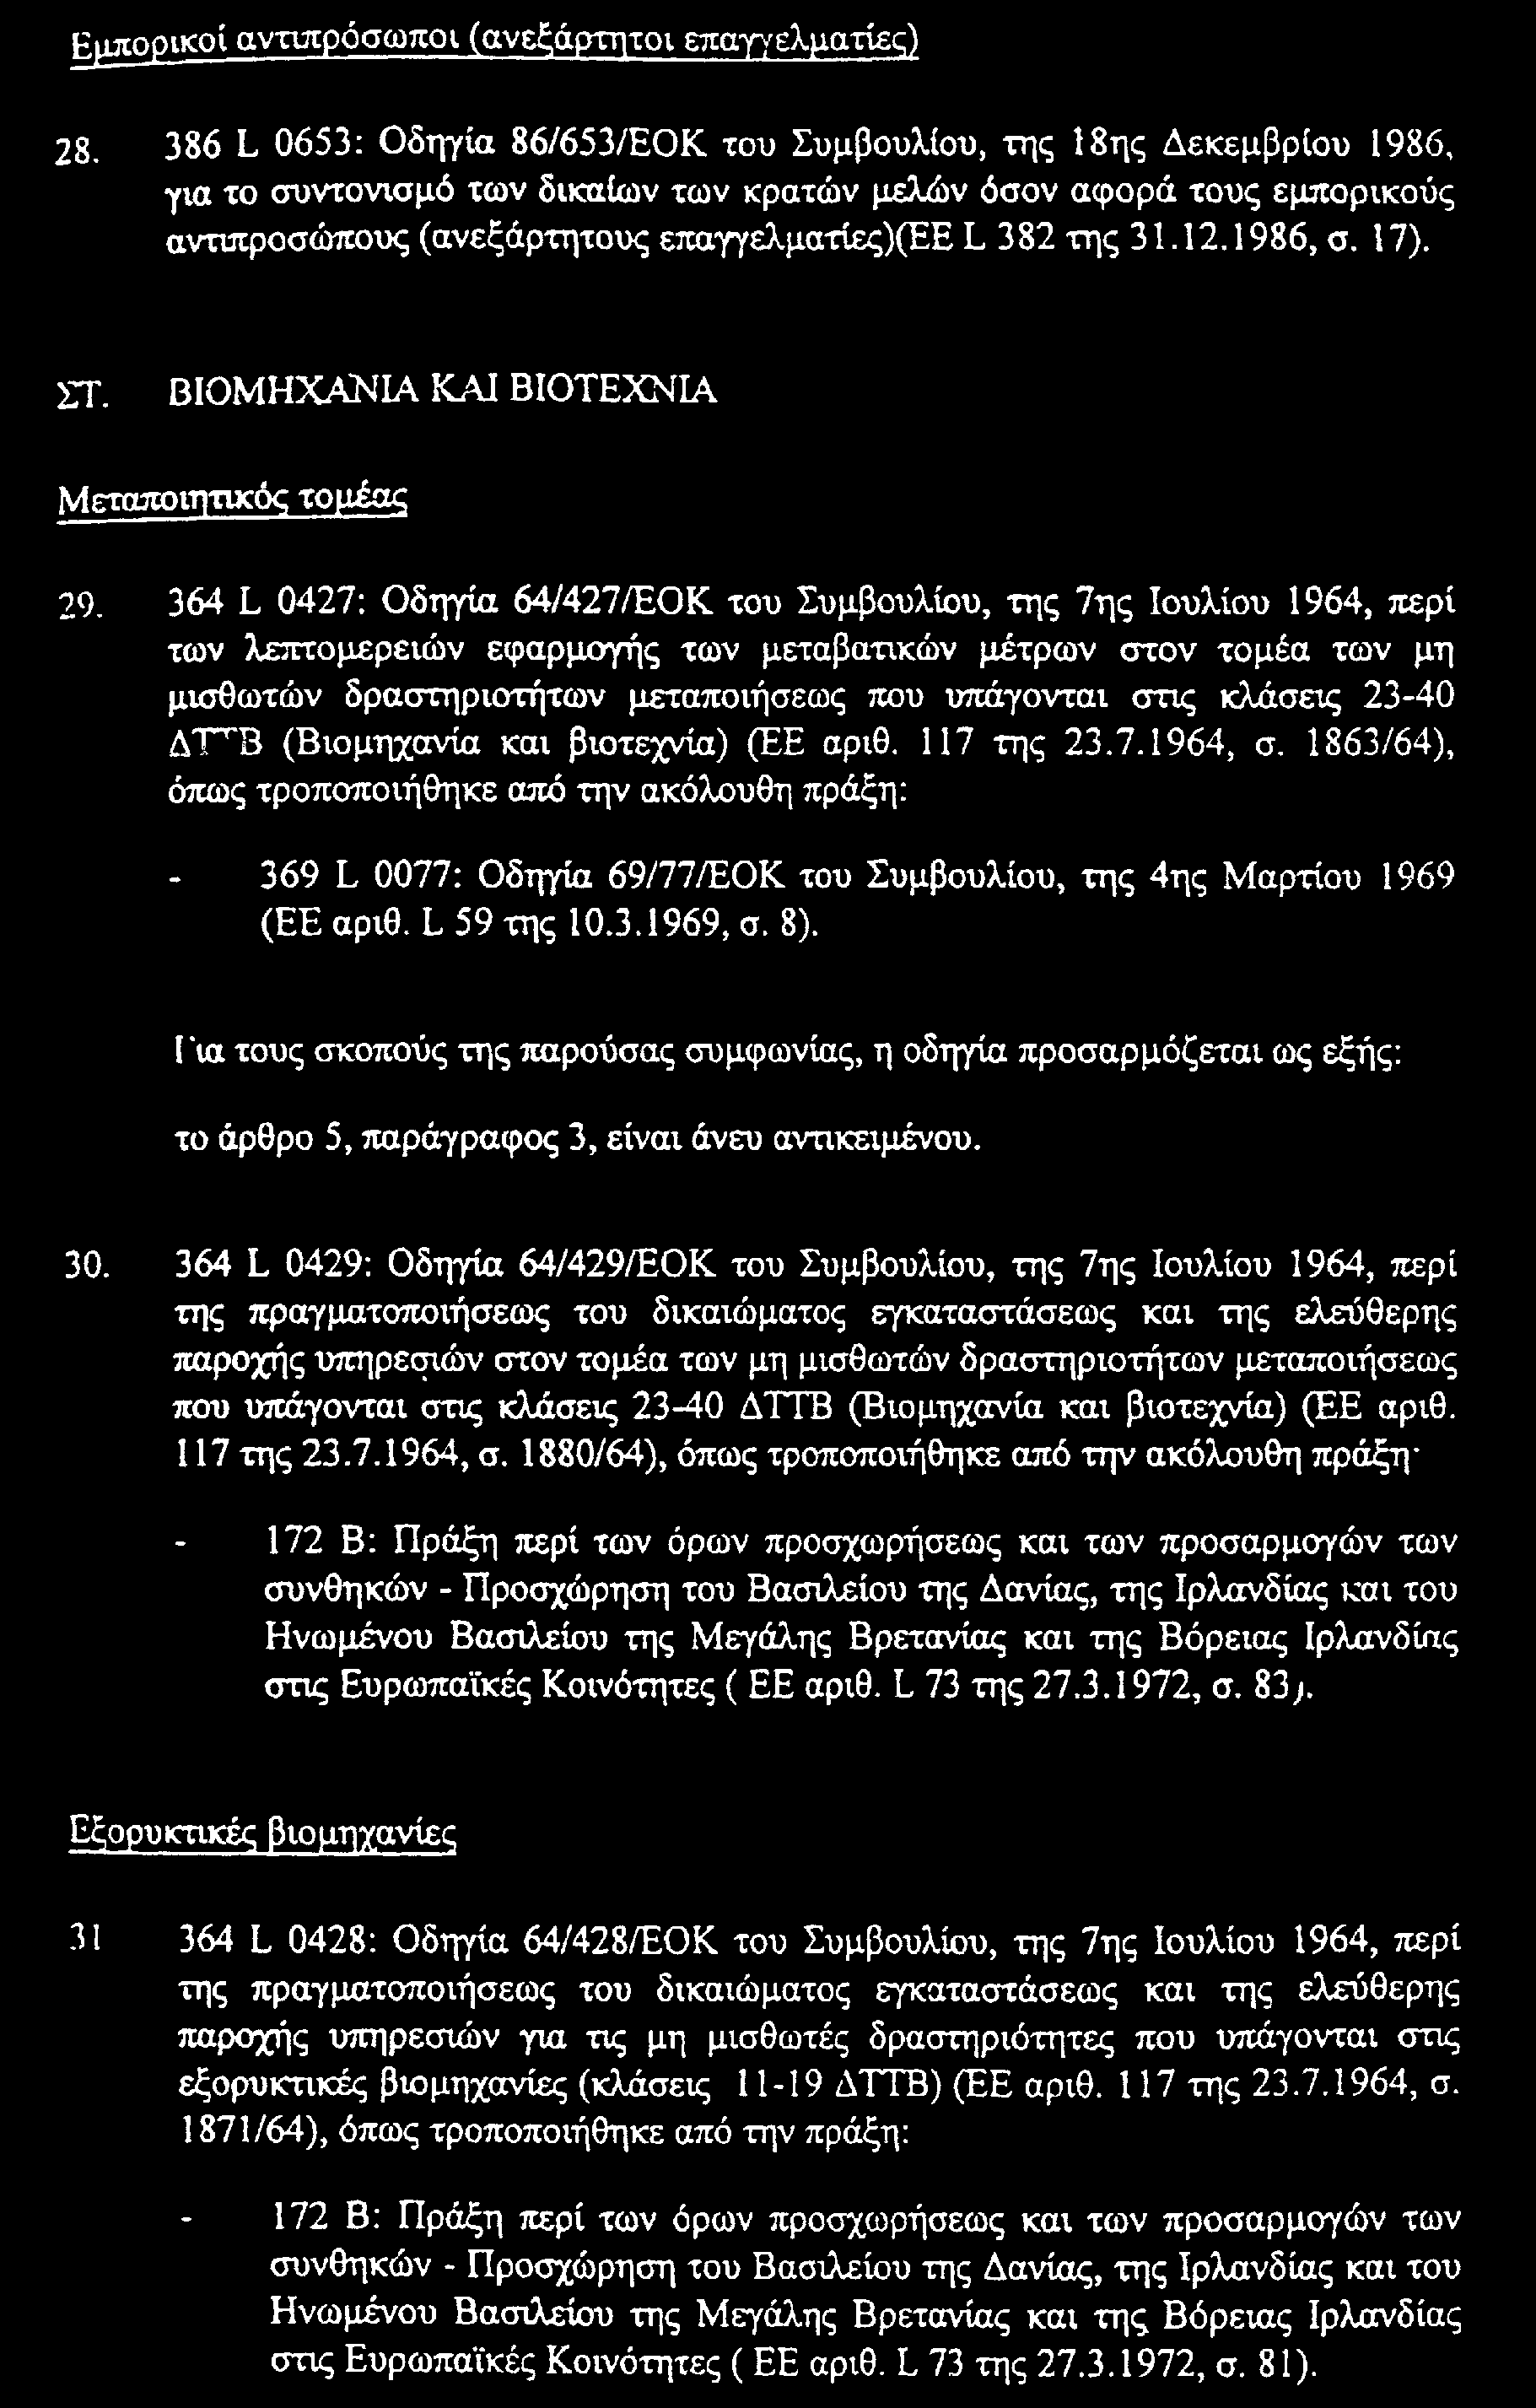 Εμπορικοί αντιπρόσωποι (ανεξάρτητοι επαγγελματίες)
28. 386 L 0653: Οδηγία 86/653/ΕΟΚ του Συμβουλίου, της 18ης Δεκεμβρίου 1986,
για το συντονισμό των δικαίων των κρατών μελών όσον αφορά τους εμπορικούς
αντιπροσώπους (ανεξάρτητους επαγγελματίες)(ΕΕ L 382 της 31.12.1986, σ. 17).
ΣΤ. ΒΙΟΜΗΧΑΝΙΑ ΚΑΙ ΒΙΟΤΕΧΝΙΑ
Μεταποιητικός τομέας
29. 364 L 0427: Οδηγία 64/427/ΕΟΚ του Συμβουλίου, της 7ης Ιουλίου 1964, περί
των λεπτομερειών εφαρμογής των μεταβατικών μέτρων στον τομέα των μη
μισθωτών δραστηριοτήτων μεταποιήσεως που υπάγονται στις κλάσεις 23-40
ΔΤΤΒ (Βιομηχανία και βιοτεχνία) (ΕΕ αριθ. 117 της 23.7.1964, σ. 1863/64),
όπως τροποποιήθηκε από την ακόλουθη πράξη:
- 369 L 0077: Οδηγία 69/77/ΕΟΚ του Συμβουλίου, της 4ης Μαρτίου 1969
(ΕΕ αριθ. L 59 της 10.3.1969, σ. 8).
Για τους σκοπούς της παρούσας συμφωνίας, η οδηγία προσαρμόζεται ως εξής:
το άρθρο 5, παράγραφος 3, είναι άνευ αντικειμένου.
30. 364 L 0429: Οδηγία 64/429/ΕΟΚ του Συμβουλίου, της 7ης Ιουλίου 1964, περί
της πραγματοποιήσεως του δικαιώματος εγκαταστάσεως και της ελεύθερης
παροχής υπηρεσιών στον τομέα των μη μισθωτών δραστηριοτήτων μεταποιήσεως
που υπάγονται στις κλάσεις 23-40 ΔΤΤΒ (Βιομηχανία και βιοτεχνία) (ΕΕ αριθ.
117 της 23.7.1964, σ. 1880/64), όπως τροποποιήθηκε από την ακόλουθη πράξη·
- 172 Β: Πράξη περί των όρων προσχωρήσεως και των προσαρμογών των
συνθηκών - Προσχώρηση του Βασιλείου της Δανίας, της Ιρλανδίας και του
Ηνωμένου Βασιλείου της Μεγάλης Βρετανίας και της Βόρειας Ιρλανδίας
στις Ευρωπαϊκές Κοινότητες ( ΕΕ αριθ. L 73 της 27.3.1972, σ. 83).
Εξορυκτικές βιομηχανίες
31 364 L 0428: Οδηγία 64/428/ΕΟΚ του Συμβουλίου, της 7ης Ιουλίου 1964, περί
της πραγματοποιήσεως του δικαιώματος εγκαταστάσεως και της ελεύθερης
παροχής υπηρεσιών για τις μη μισθωτές δραστηριότητες που υπάγονται στις
εξορυκτικές βιομηχανίες (κλάσεις 11-19 ΔΤΤΒ) (ΕΕ αριθ. 117 της 23.7.1964, σ.
1871/64), όπως τροποποιήθηκε από την πράξη:
- 172 Β: Πράξη περί των όρων προσχωρήσεως και των προσαρμογών των
συνθηκών - Προσχώρηση του Βασιλείου της Δανίας, της Ιρλανδίας και του
Ηνωμένου Βασιλείου της Μεγάλης Βρετανίας και της Βόρειας Ιρλανδίας
στις Ευρωπαϊκές Κοινότητες ( ΕΕ αριθ. L 73 της 27.3.1972, σ. 81).